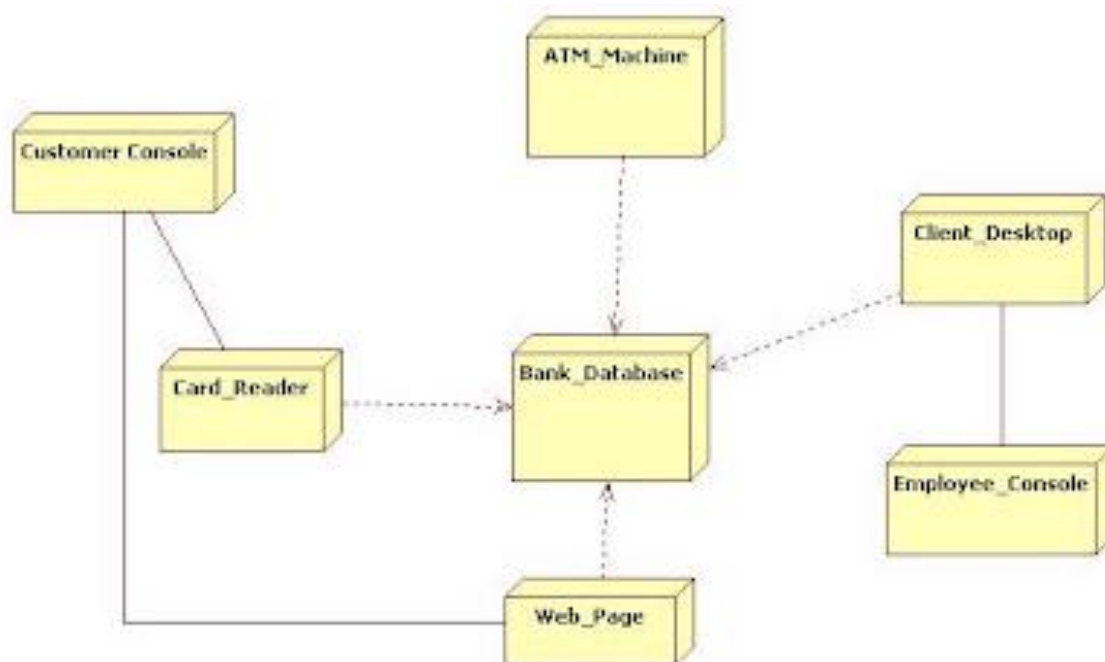 ATM_Machine
Customer Console
Client_Desktop
Card_Reader
Bank_Database
Employee_Console
Web_Page